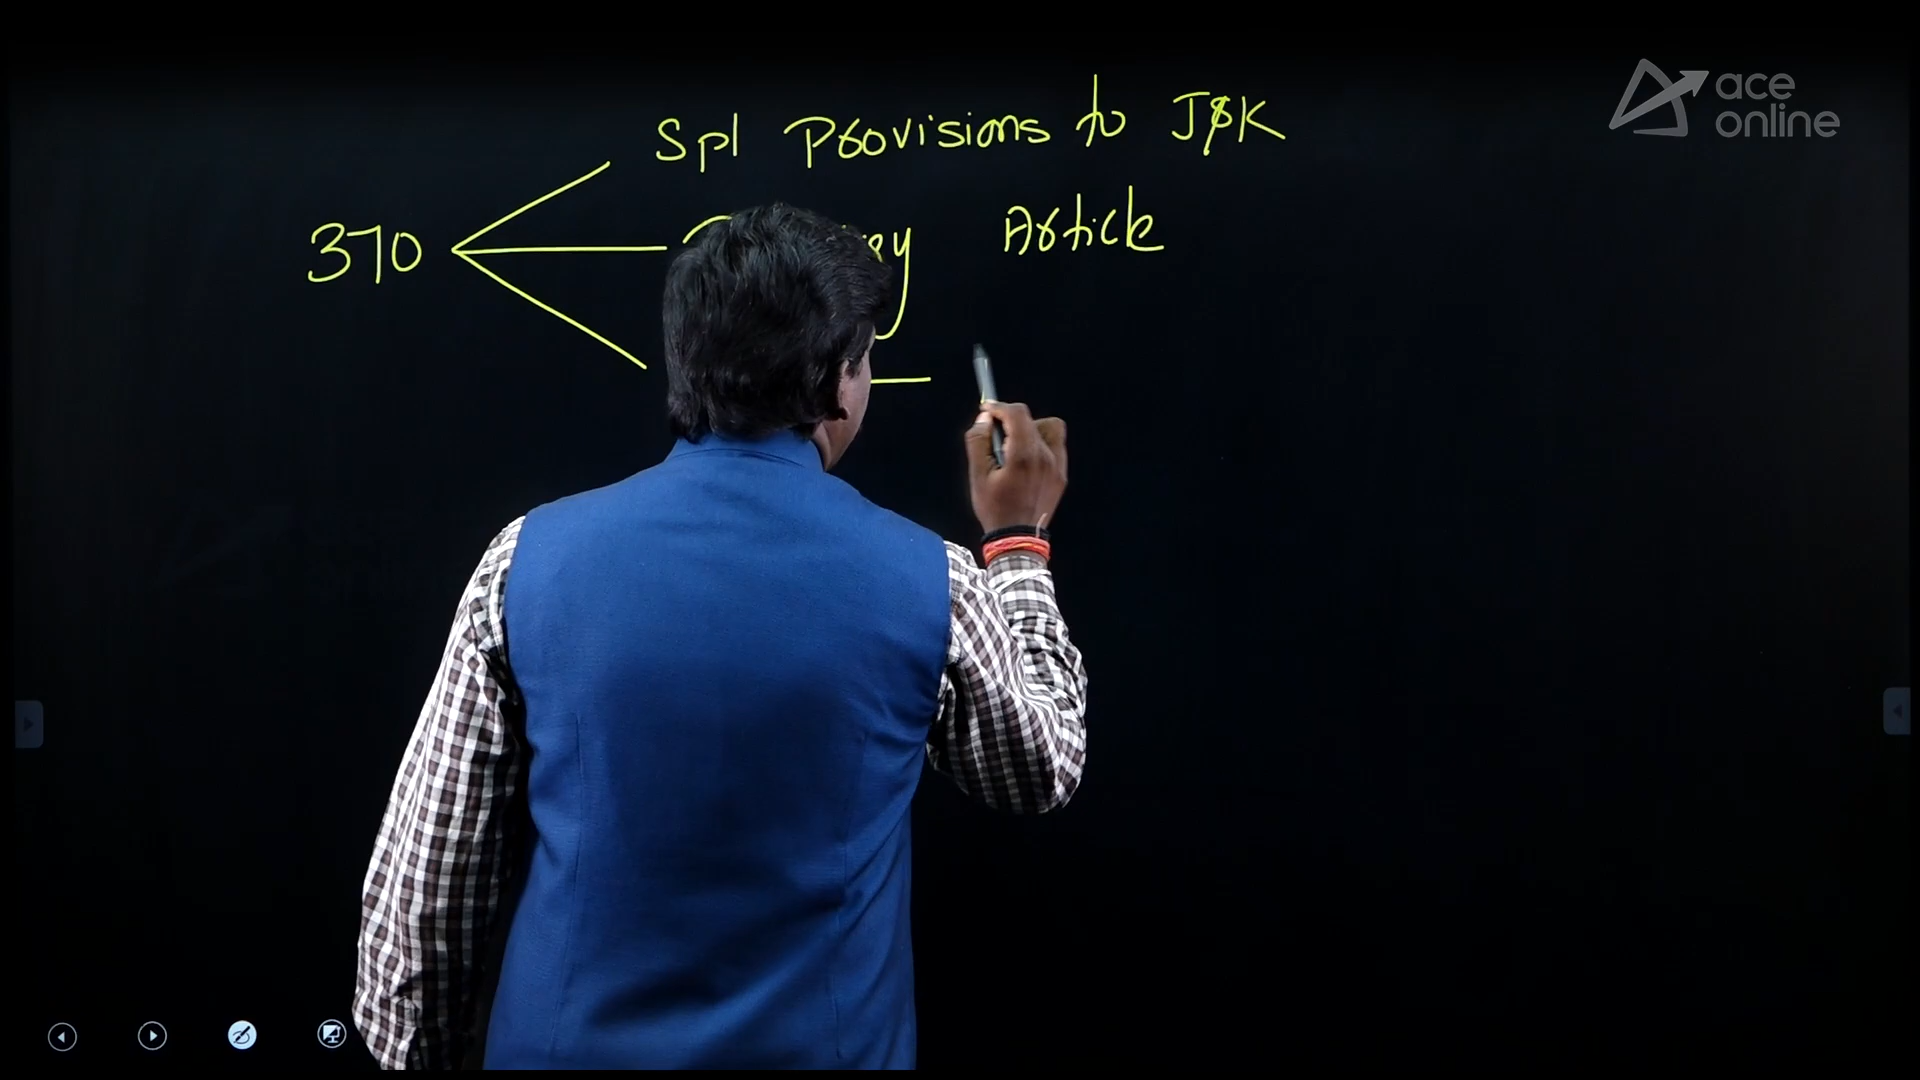 Spl Provisions to J&K
370
Article
ace
online